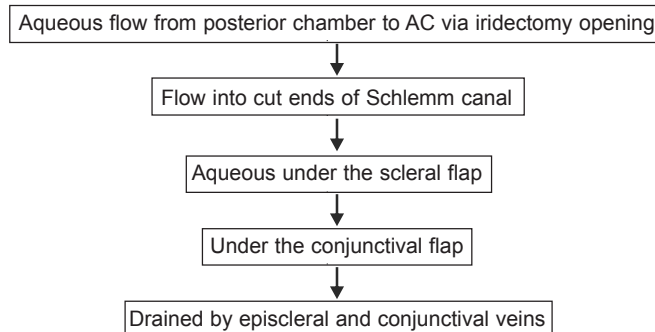 Aqueous flow from posterior chamber to AC via iridectomy opening
Flow into cut ends of Schlemm canal
Aqueous under the scleral flap
Under the conjunctival flap
Drained by episcleral and conjunctival veins